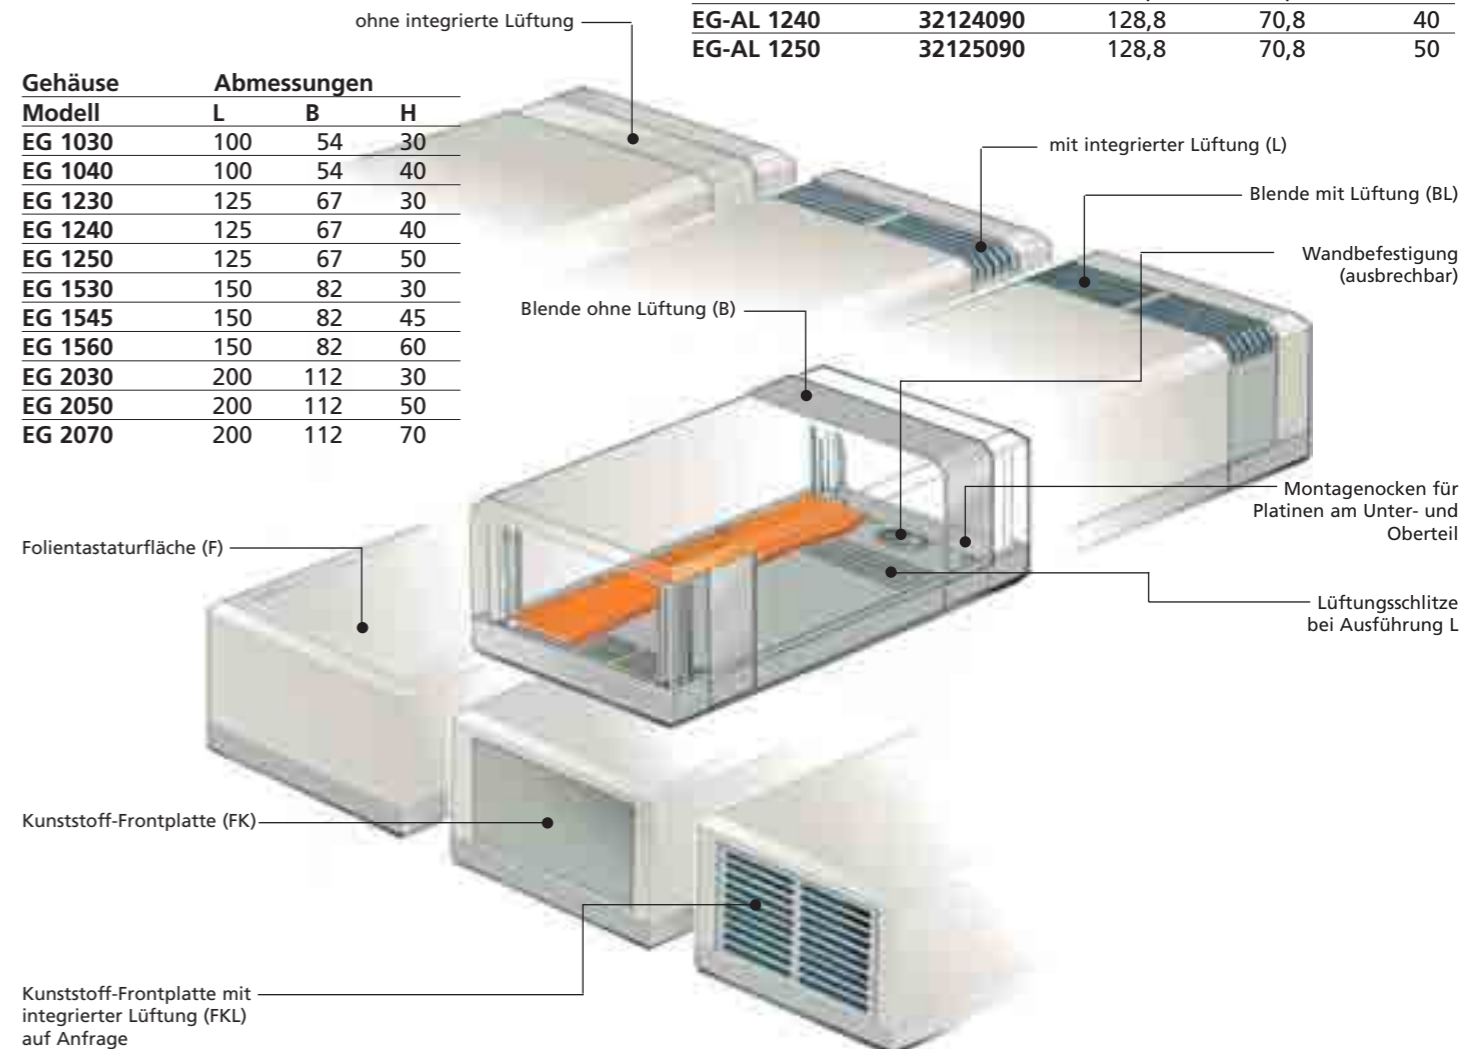 ohne integrierte Lüftung
EG-AL 1240 32124090 128,8 70,8 40
EG-AL 1250 32125090 128,8 70,8 50
Gehäuse Abmessungen
Modell L B H
EG 1030 100 54 30
EG 1040 100 54 40
EG 1230 125 67 30
EG 1240 125 67 40
EG 1250 125 67 50
EG 1530 150 82 30
EG 1545 150 82 45
EG 1560 150 82 60
EG 2030 200 112 30
EG 2050 200 112 50
EG 2070 200 112 70
mit integrierter Lüftung (L)
Blende mit Lüftung (BL)
Wandbefestigung
(ausbrechbar)
Blende ohne Lüftung (B)
Montagenocken für
Platinen am Unter- und
Oberteil
Folientastaturfläche (F)
Lüftungsschlitze
bei Ausführung L
Kunststoff-Frontplatte (FK)
Kunststoff-Frontplatte mit
integrierter Lüftung (FKL)
auf Anfrage